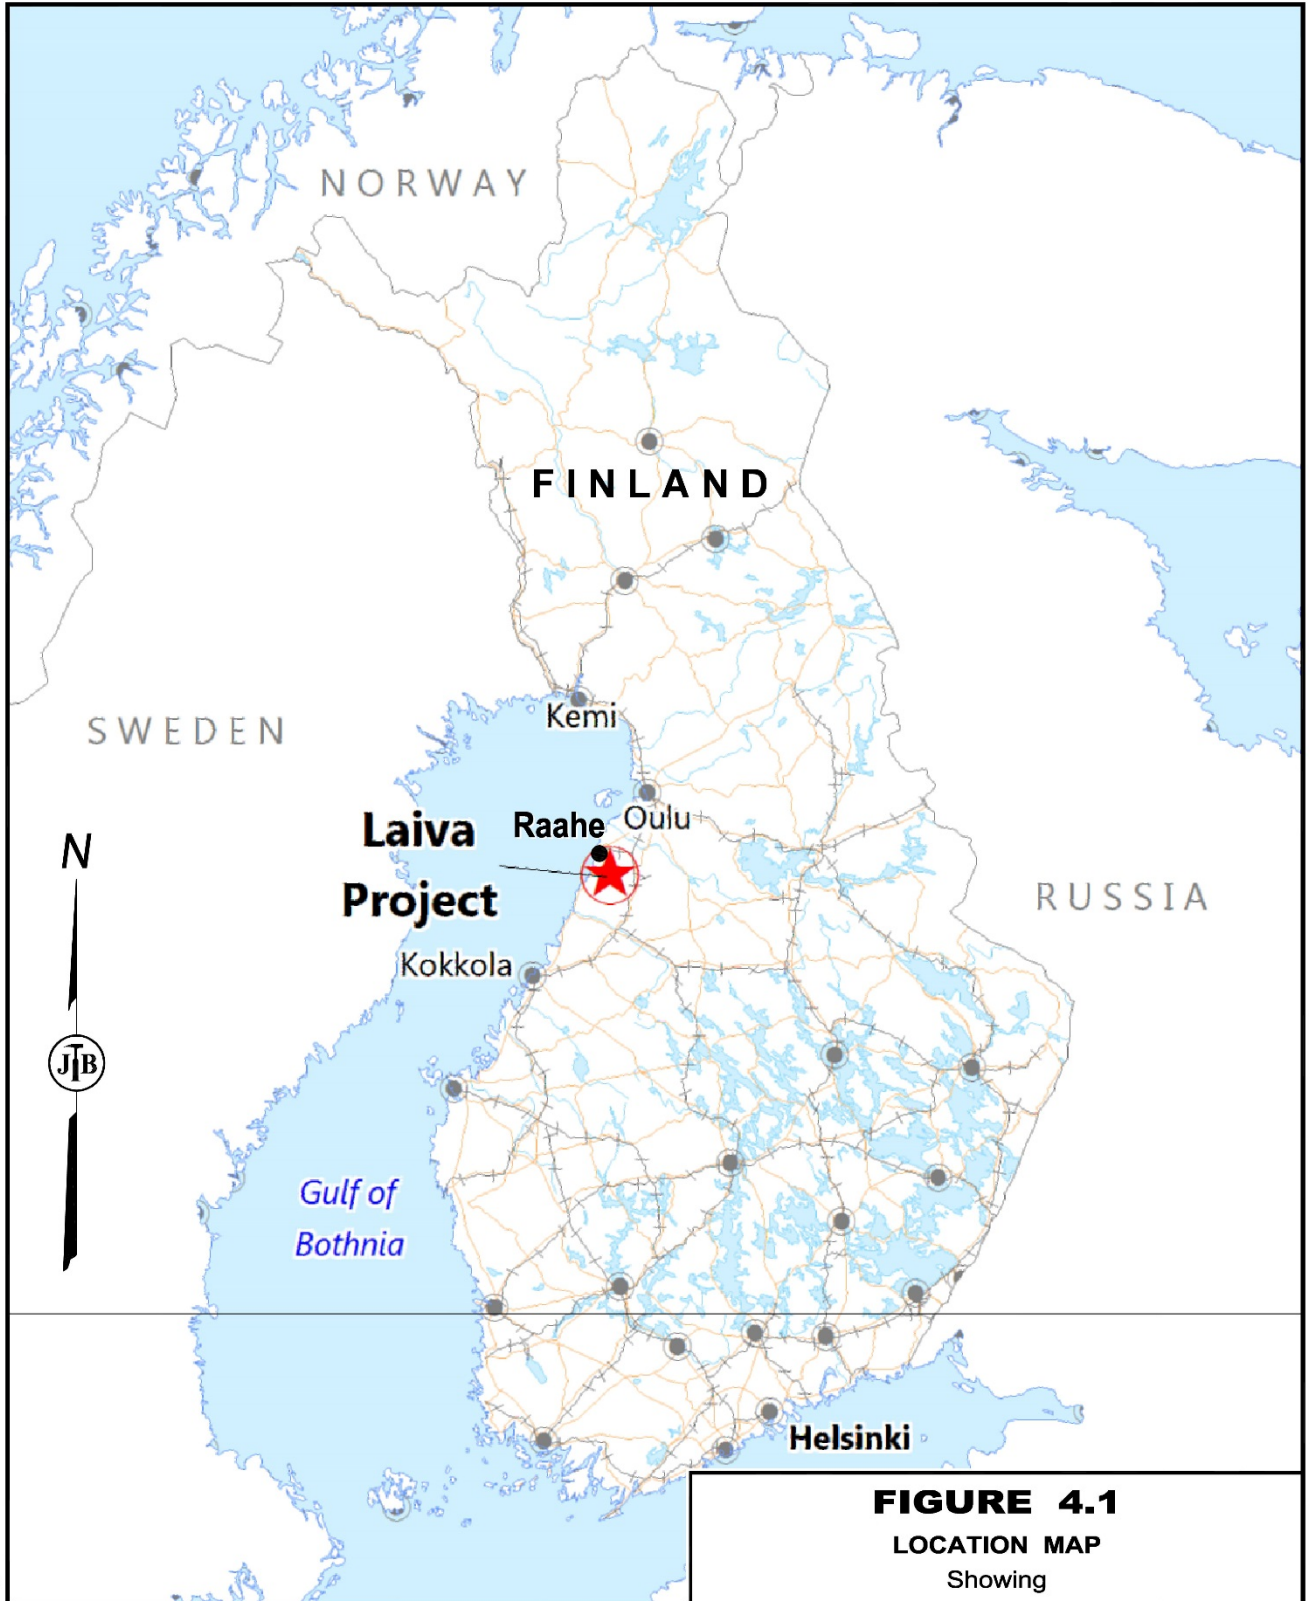 NORWAY
FINLAND
Kemi
SWEDEN
Oulu
Raahe
Laiva
Project
N
RUSSIA
Kokkola
JTB
Gulf of
Bothnia
Helsinki
FIGURE 4.1
LOCATION MAP
Showing